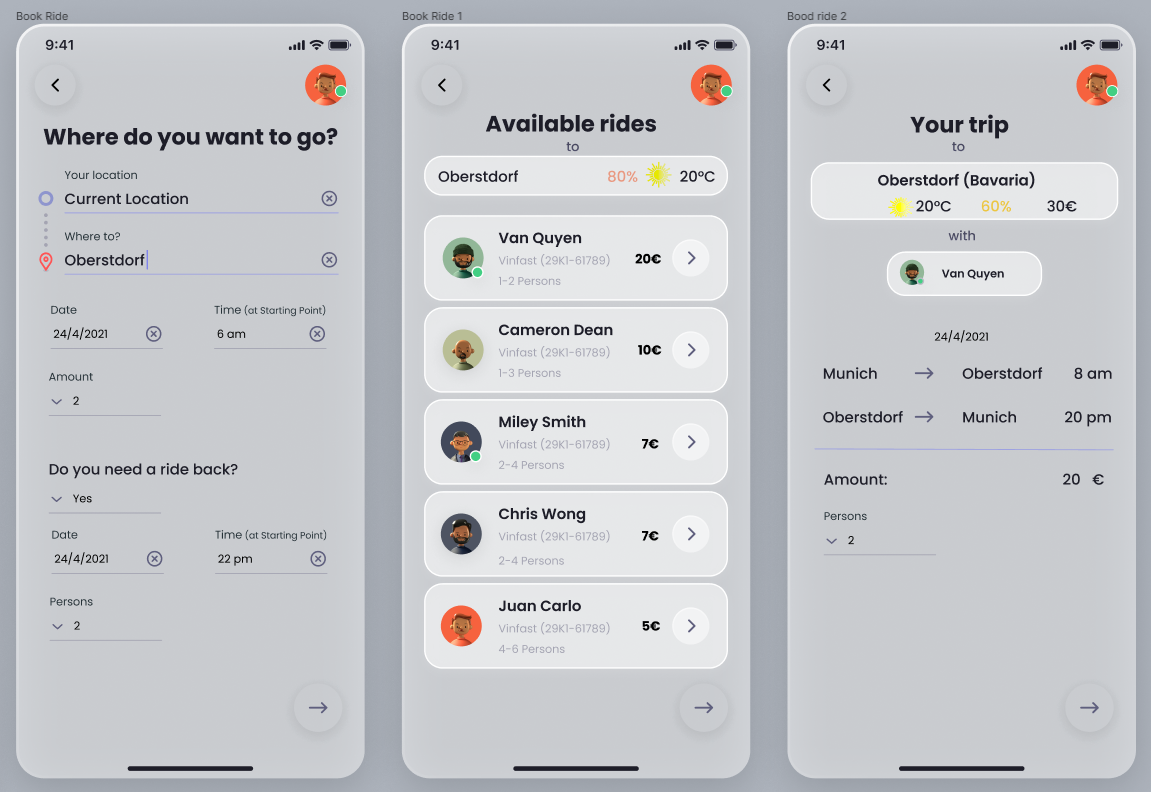 Book Ride
9:41
Where do you want to go?
Your location
Current Location
Where to?
Oberstdorf
Date
Time (at Starting Point)
24/4/2021
6 am
Amount
2
Do you need a ride back?
Yes
Date
Time (at Starting Point)
24/4/2021
22 pm
Persons
2
Book Ride 1
9:41
Available rides
to
Oberstdorf 80% 20ºC
Van Quyen
Vinfast (29K1-61789)
20€
1-2 Persons
Cameron Dean
Vinfast (29K1-61789)
10€
1-3 Persons
Miley Smith
Vinfast (29K1-61789)
7€
2-4 Persons
Chris Wong
Vinfast (29K1-61789)
7€
2-4 Persons
Juan Carlo
Vinfast (29K1-61789)
5€
4-6 Persons
Bood ride 2
9:41
Your trip
to
Oberstdorf (Bavaria)
20ºC 60% 30€
with
Van Quyen
24/4/2021
Munich Oberstdorf 8 am
Oberstdorf Munich 20 pm
Amount: 20 €
Persons
2